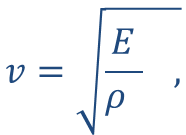 v = √(E/ρ) ,